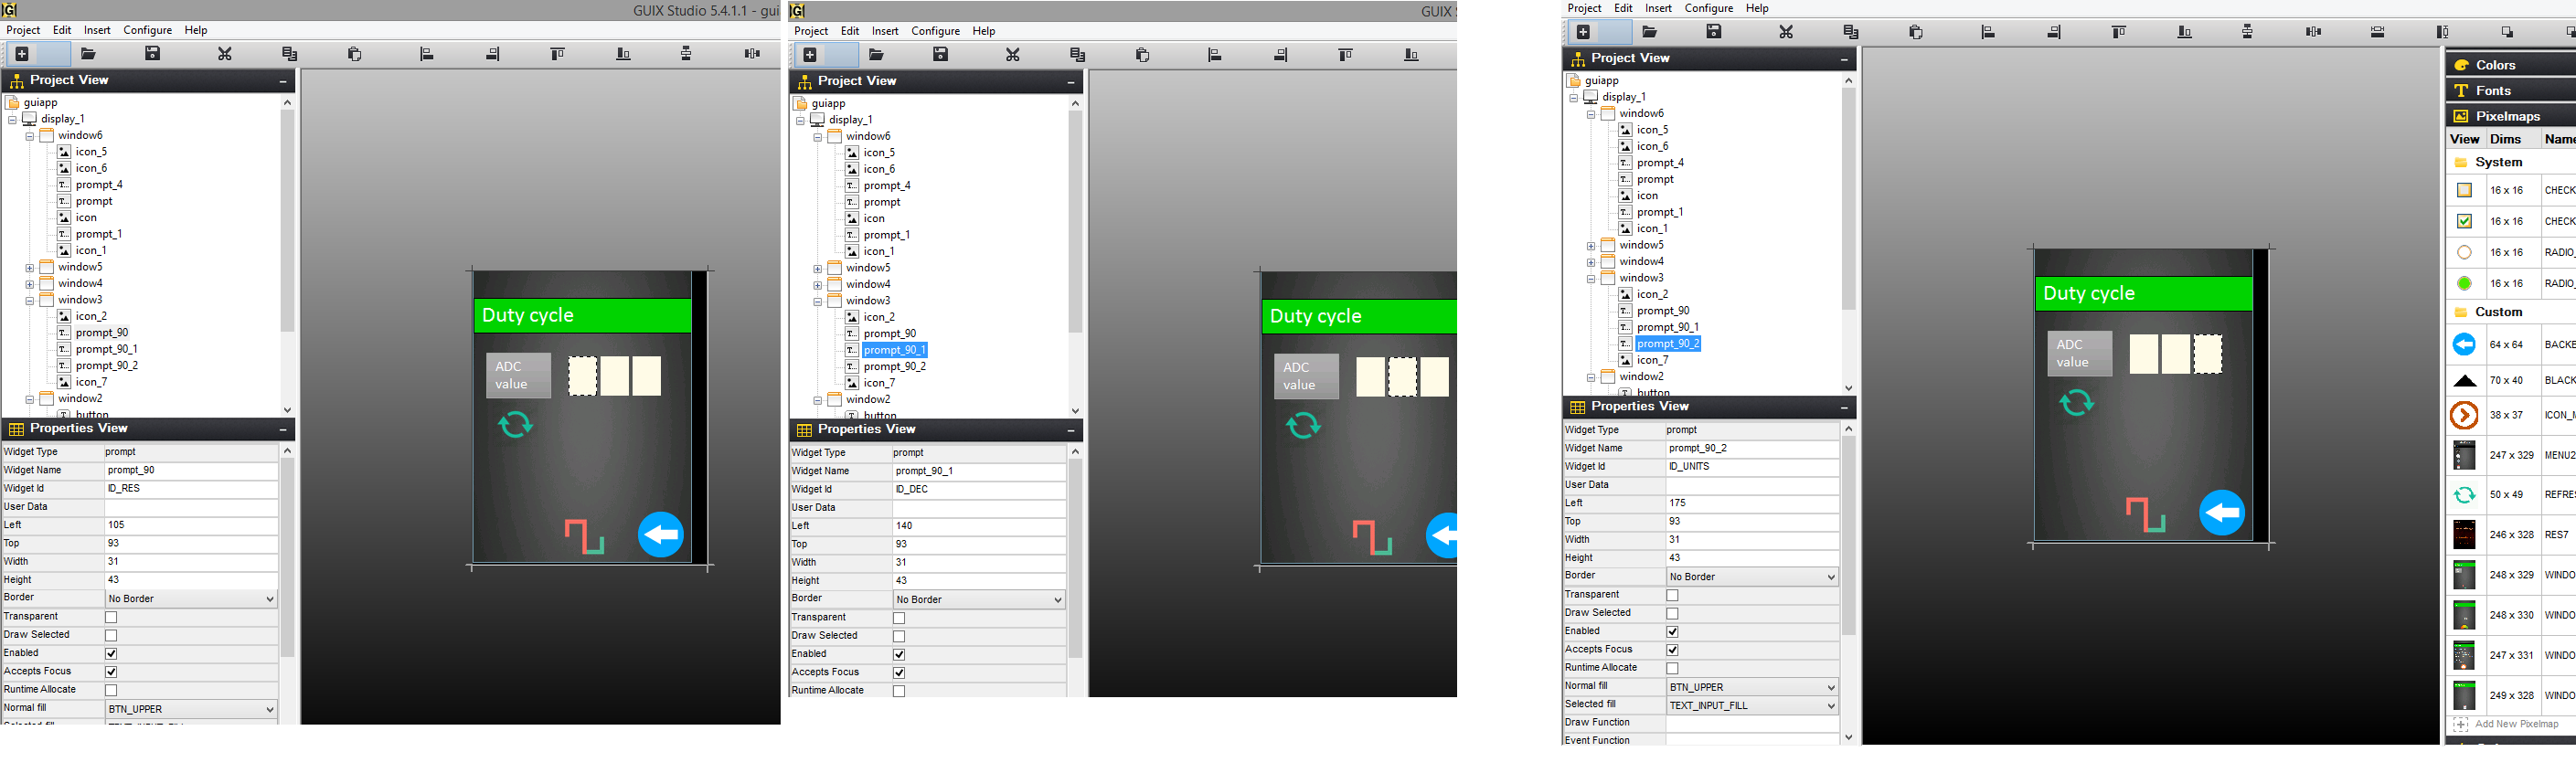 GUIX Studio 5.4.1.1 - gui
Project Edit Insert Configure Help
Project View
guiapp
display_1
window6
icon_5
icon_6
prompt_4
prompt
icon
prompt_1
icon_1
window5
window4
window3
icon_2
prompt_90
prompt_90_1
prompt_90_2
icon_7
window2
button
Properties View
Widget Type prompt
Widget Name prompt_90
Widget Id ID_RES
User Data
Left 105
Top 93
Width 31
Height 43
Border No Border
Transparent
Draw Selected
Enabled
Accepts Focus
Runtime Allocate
Normal fill BTN_UPPER
Selected fill TEXT_INPUT_FILL
Duty cycle
ADC
value
GUIX S
Project Edit Insert Configure Help
Project View
guiapp
display_1
window6
icon_5
icon_6
prompt_4
prompt
icon
prompt_1
icon_1
window5
window4
window3
icon_2
prompt_90
prompt_90_1
prompt_90_2
icon_7
window2
button
Properties View
Widget Type prompt
Widget Name prompt_90_1
Widget Id ID_DEC
User Data
Left 140
Top 93
Width 31
Height 43
Border No Border
Transparent
Draw Selected
Enabled
Accepts Focus
Runtime Allocate
Duty cycle
ADC
value
Project Edit Insert Configure Help
Project View
guiapp
display_1
window6
icon_5
icon_6
prompt_4
prompt
icon
prompt_1
icon_1
window5
window4
window3
icon_2
prompt_90
prompt_90_1
prompt_90_2
icon_7
window2
button
Properties View
Widget Type prompt
Widget Name prompt_90_2
Widget Id ID_UNITS
User Data
Left 175
Top 93
Width 31
Height 43
Border No Border
Transparent
Draw Selected
Enabled
Accepts Focus
Runtime Allocate
Normal fill BTN_UPPER
Selected fill TEXT_INPUT_FILL
Draw Function
Event Function
Duty cycle
ADC
value
Colors
Fonts
Pixelmaps
View Dims Name
System
16 x 16 CHECK
16 x 16 CHECK
16 x 16 RADIO_
16 x 16 RADIO_
Custom
64 x 64 BACKE
70 x 40 BLACK
38 x 37 ICON_M
247 x 329 MENU2
50 x 49 REFRES
246 x 328 RES7
248 x 329 WINDO
248 x 330 WINDO
247 x 331 WINDO
249 x 328 WINDO
Add New Pixelmap